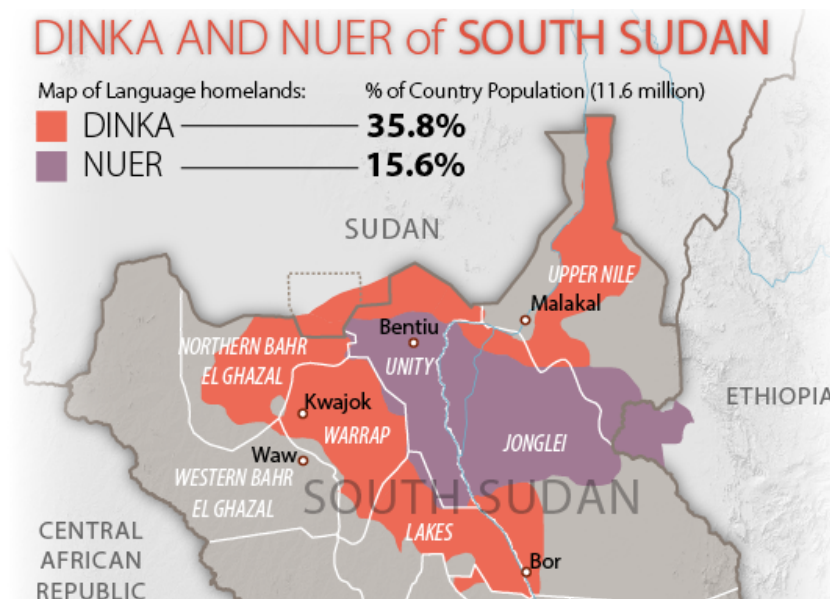 DINKA AND NUER of SOUTH SUDAN
Map of Language homelands:
% of Country Population (11.6 million)
DINKA 35.8%
NUER 15.6%
SUDAN
UPPER NILE
Malakal
Bentiu
NORTHERN BAHR
EL GHAZAL
UNITY
ETHIOPIA
Kwajok
WARRAP
JONGLEI
Waw
WESTERN BAHR
EL GHAZAL
SOUTH SUDAN
LAKES
CENTRAL
AFRICAN
REPUBLIC
Bor